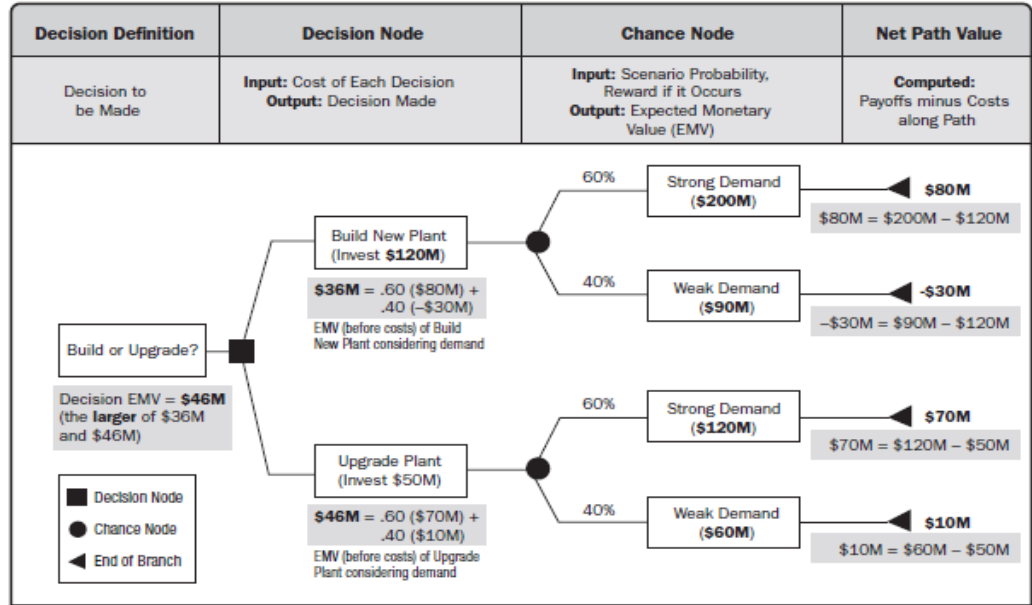 Decision Definition
Decision Node
Chance Node
Net Path Value
Decision to
be Made
Input: Cost of Each Decision
Output: Decision Made
Input: Scenario Probability,
Reward if it Occurs
Output: Expected Monetary
Value (EMV)
Computed:
Payoffs minus Costs
along Path
Build or Upgrade?
Decision EMV = $46M
(the larger of $36M
and $46M)
Build New Plant
(Invest $120M)
$36M = .60 ($80M) +
.40 (–$30M)
EMV (before costs) of Build
New Plant considering demand
60%
Strong Demand
($200M)
$80M
$80M = $200M – $120M
40%
Weak Demand
($90M)
-$30M
–$30M = $90M – $120M
Upgrade Plant
(Invest $50M)
$46M = .60 ($70M) +
.40 ($10M)
EMV (before costs) of Upgrade
Plant considering demand
60%
Strong Demand
($120M)
$70M
$70M = $120M – $50M
40%
Weak Demand
($60M)
$10M
$10M = $60M – $50M
Decision Node
Chance Node
End of Branch